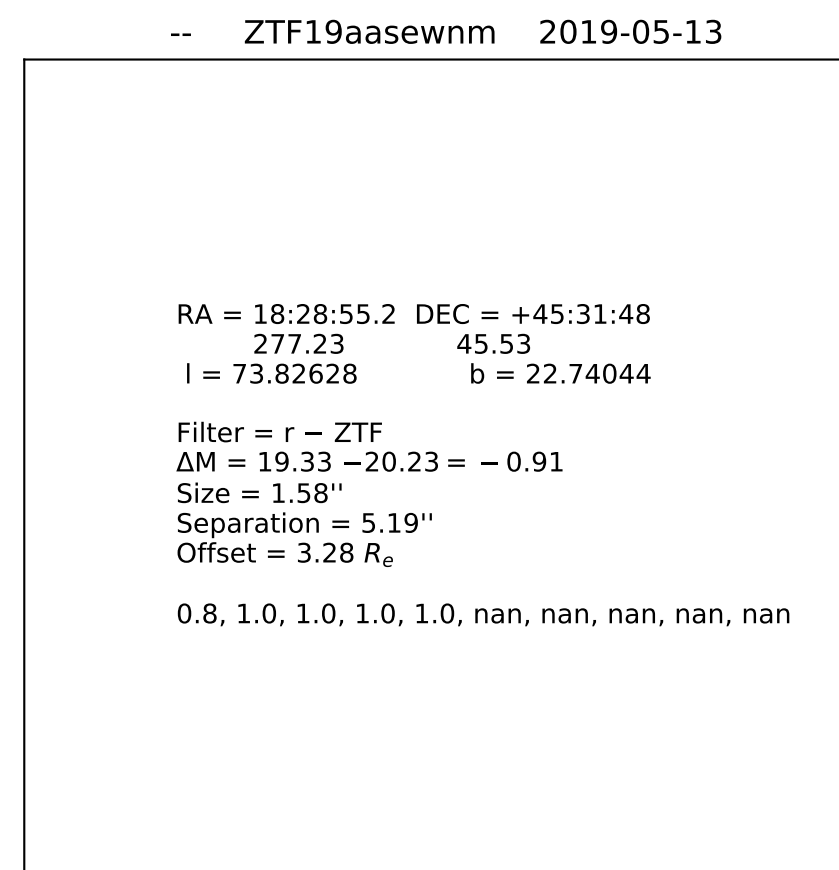 -- ZTF19aasewnm 2019-05-13
RA = 18:28:55.2 DEC = +45:31:48
277.23 45.53
l = 73.82628 b = 22.74044
Filter = r − ZTF
ΔM = 19.33 −20.23 = − 0.91
Size = 1.58''
Separation = 5.19''
Offset = 3.28 Re
0.8, 1.0, 1.0, 1.0, 1.0, nan, nan, nan, nan, nan